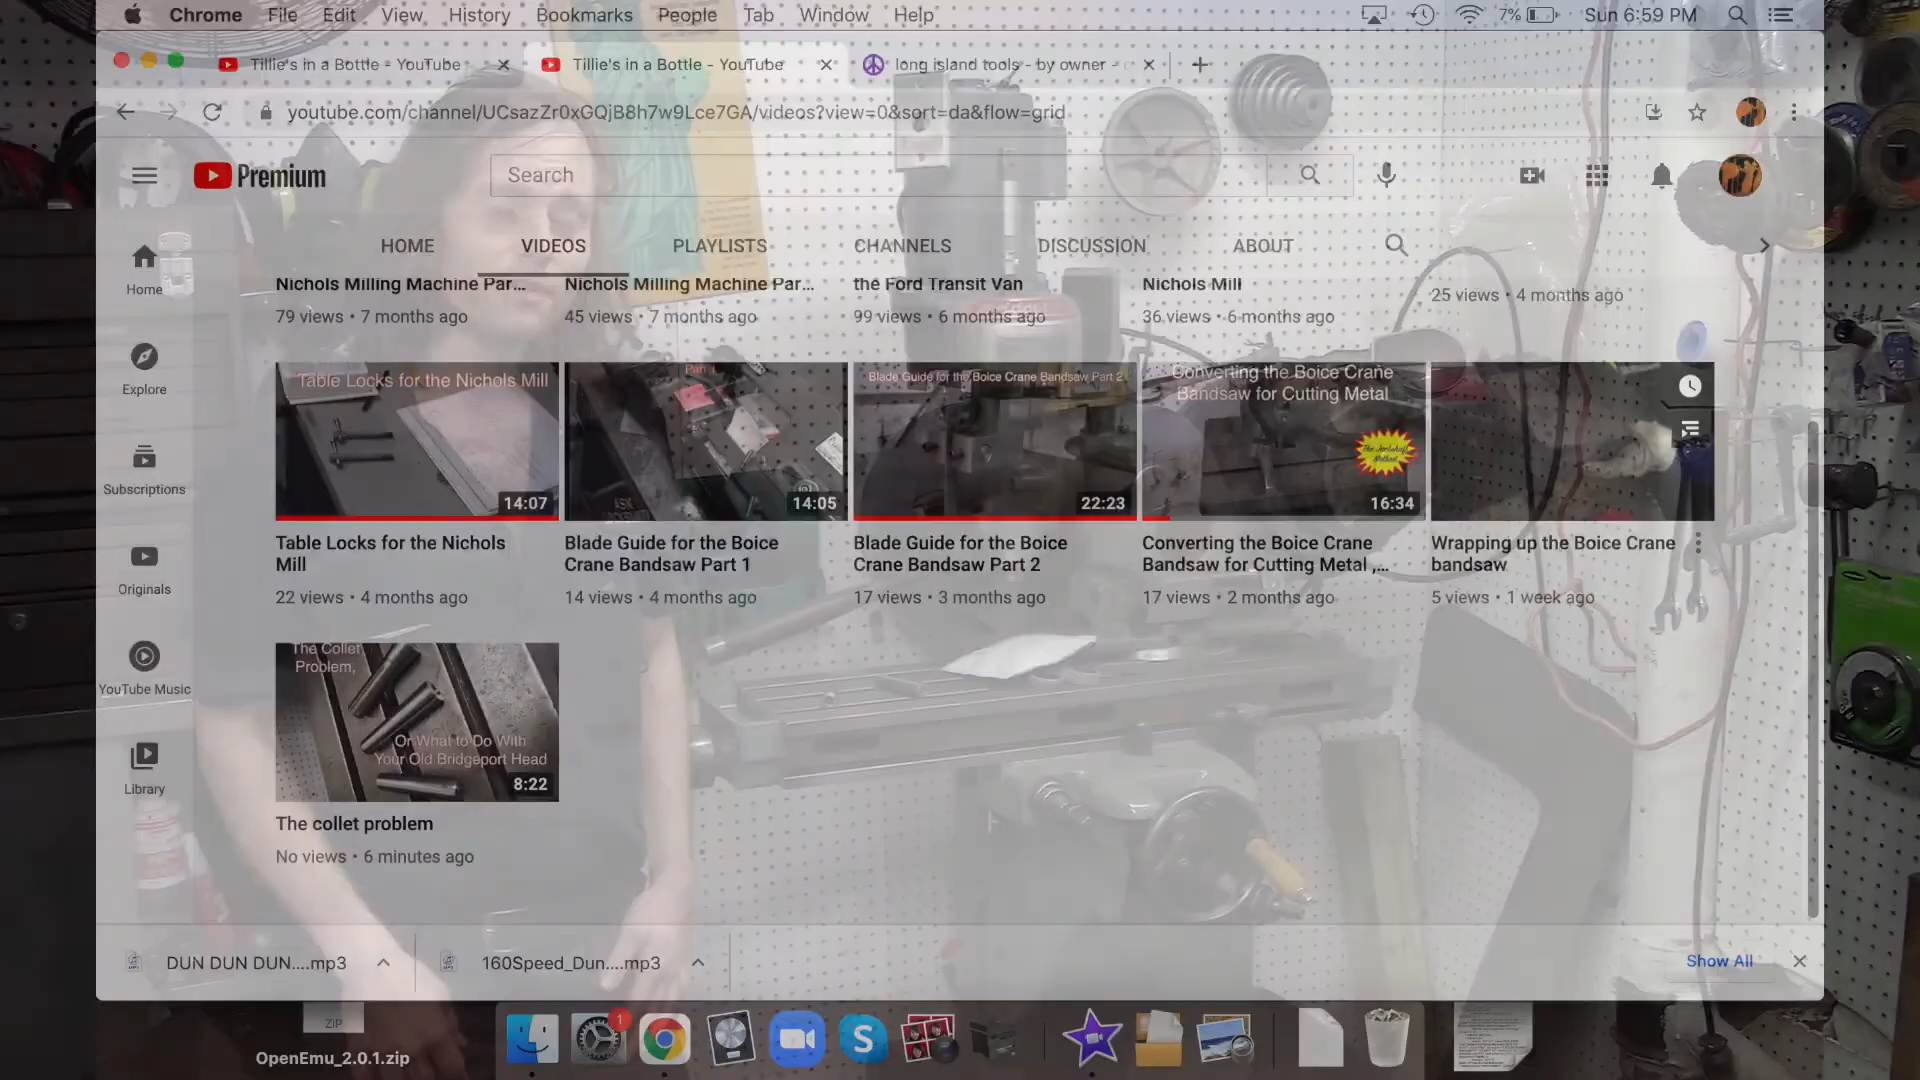 Chrome File Edit View History Bookmarks People Tab Window Help 7% Sun 6:59 PM
Tillie's in a Bottle - YouTube Tillie's in a Bottle - YouTube long island tools - by owner -
youtube.com/channel/UCsazZr0xGQjB8h7w9Lce7GA/videos?view=0&sort=da&flow=grid
Premium Search
HOME VIDEOS PLAYLISTS CHANNELS DISCUSSION ABOUT
Home
Explore
Subscriptions
Originals
YouTube Music
Library
Nichols Milling Machine Par...
79 views • 7 months ago
Nichols Milling Machine Par...
45 views • 7 months ago
the Ford Transit Van
99 views • 6 months ago
Nichols Mill
36 views • 6 months ago
25 views • 4 months ago
Table Locks for the Nichols Mill
14:07
Table Locks for the Nichols
Mill
22 views • 4 months ago
Part 1
14:05
Blade Guide for the Boice
Crane Bandsaw Part 1
14 views • 4 months ago
Blade Guide for the Boice Crane Bandsaw Part 2
22:23
Blade Guide for the Boice
Crane Bandsaw Part 2
17 views • 3 months ago
Converting the Boice Crane
Bandsaw for Cutting Metal
16:34
Converting the Boice Crane
Bandsaw for Cutting Metal ,...
17 views • 2 months ago
Wrapping up the Boice Crane
bandsaw
5 views • 1 week ago
The Collet
Problem,
Or What to Do With
Your Old Bridgeport Head
8:22
The collet problem
No views • 6 minutes ago
DUN DUN DUN....mp3 160Speed_Dun....mp3 Show All
ZIP
1
OpenEmu_2.0.1.zip